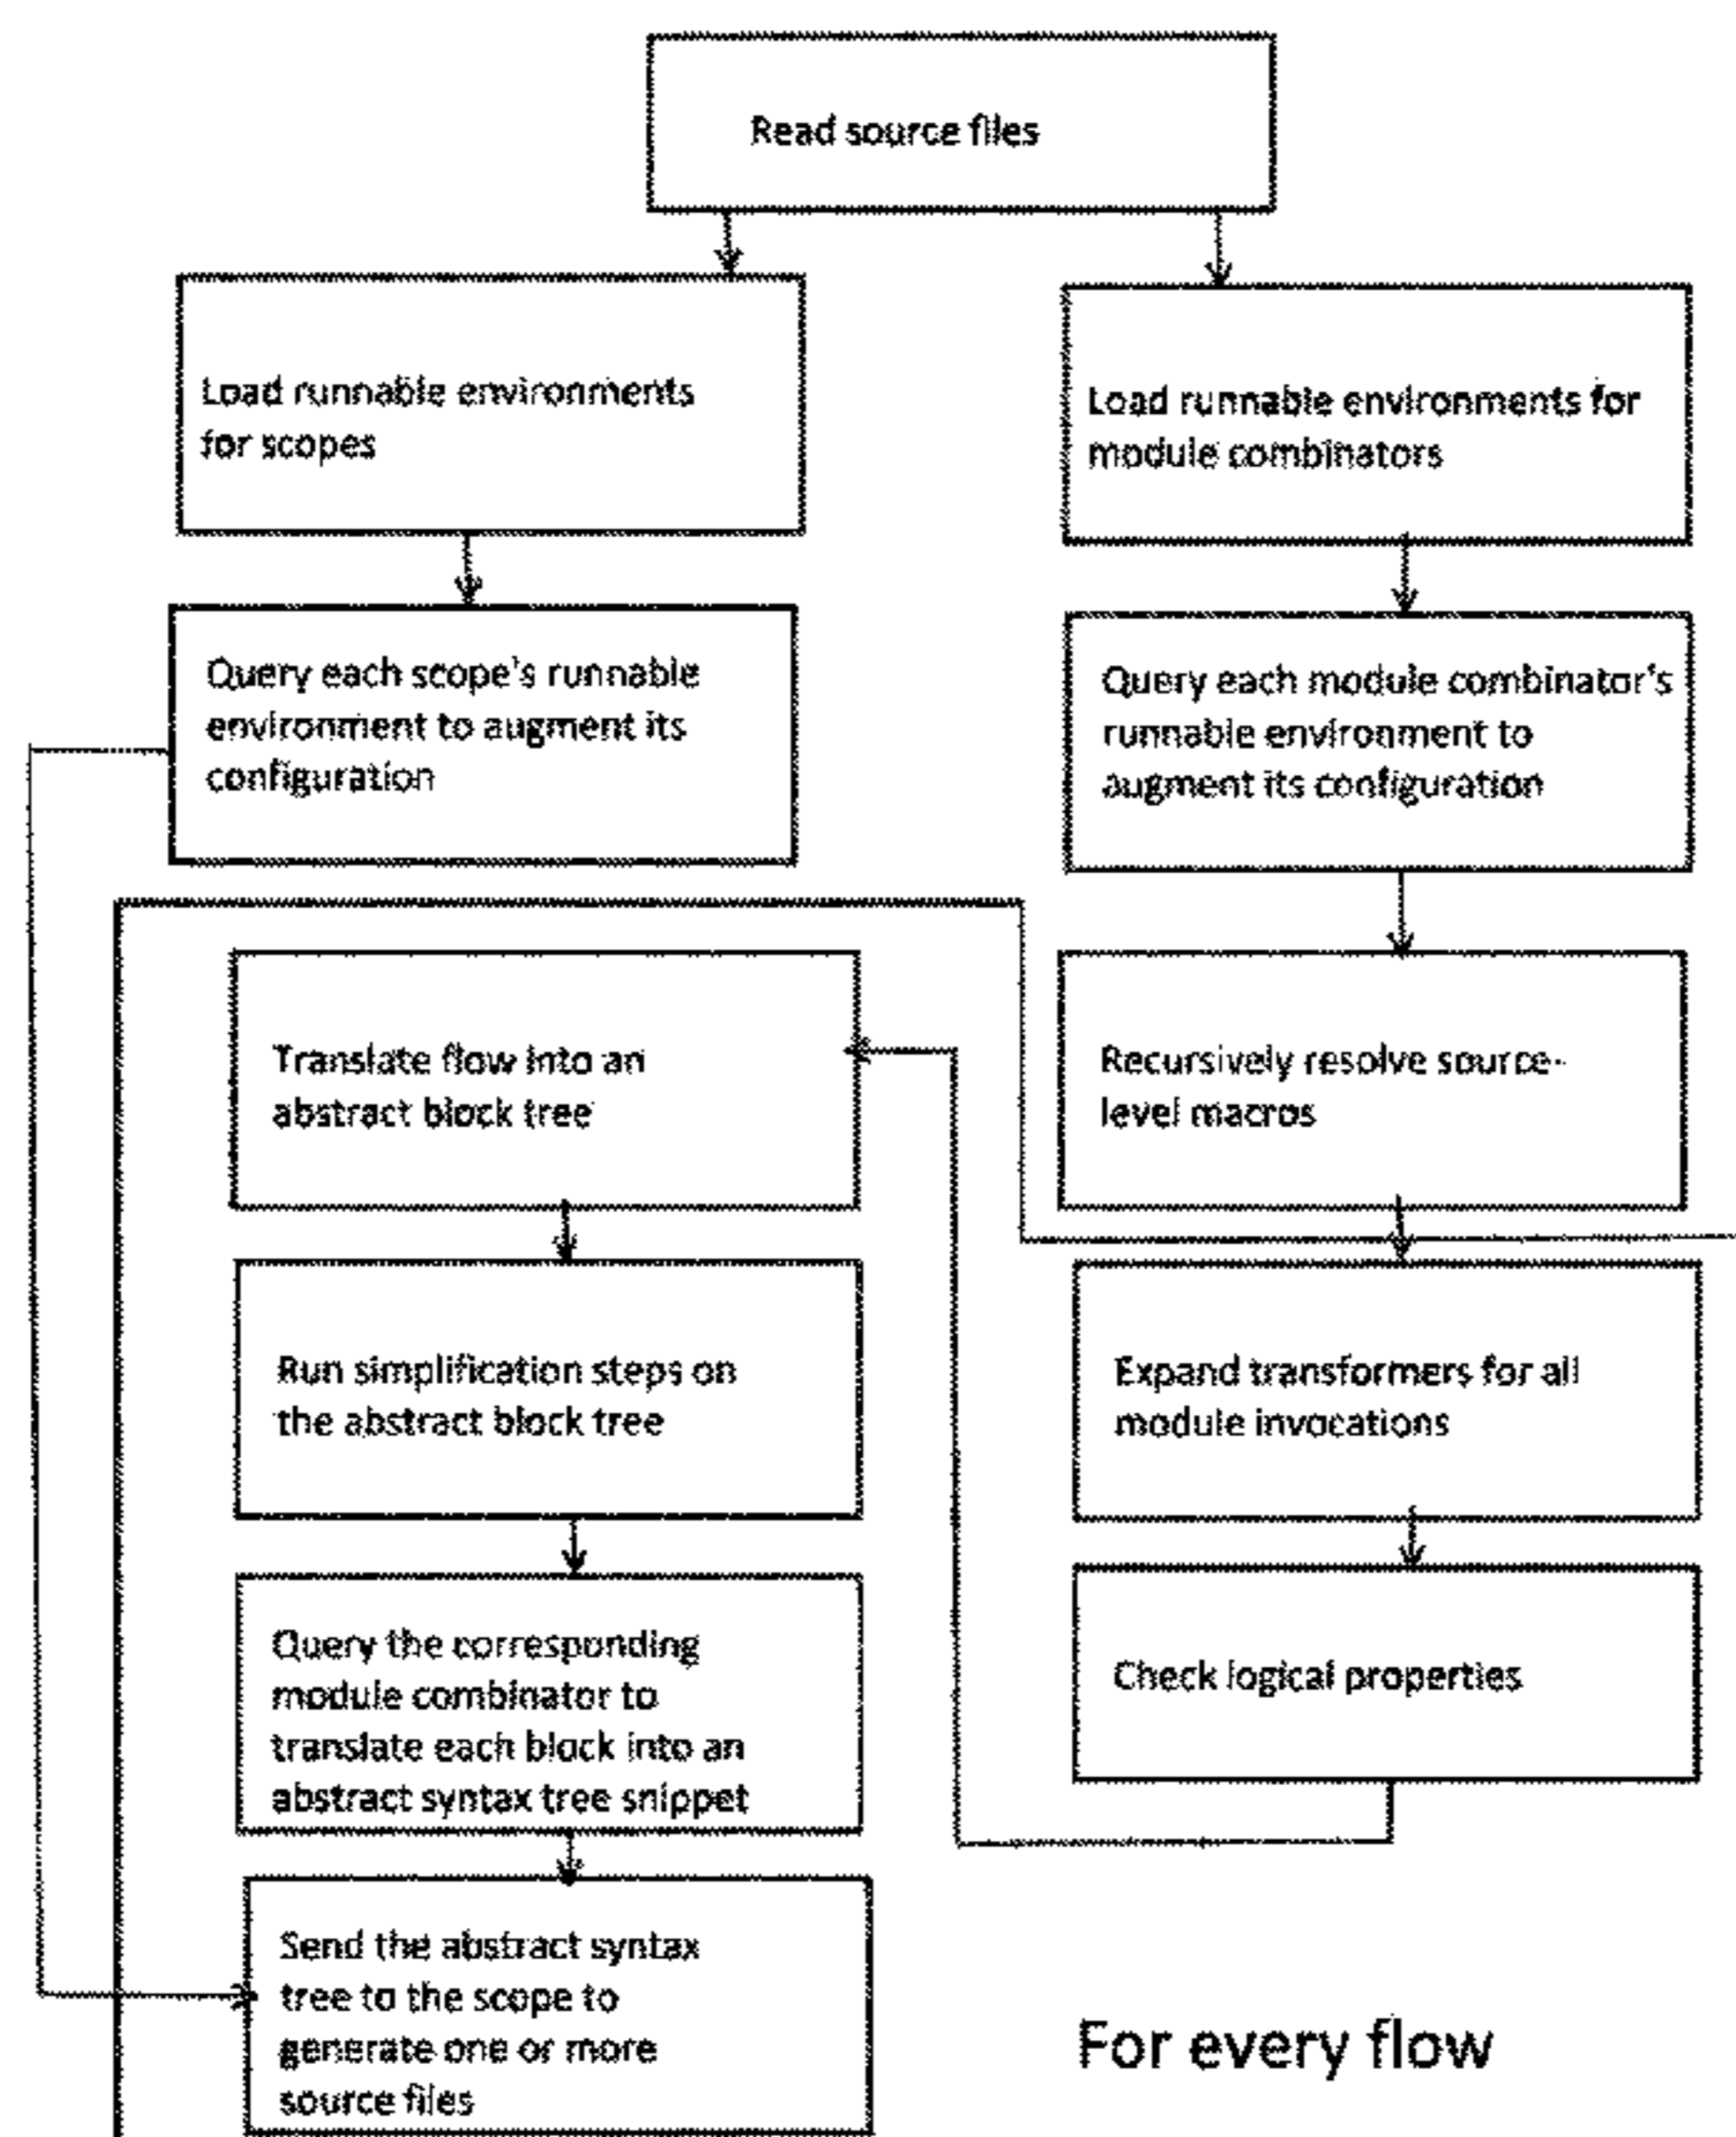 Read source files
Load runnable environments
for scopes
Load runnable environments for
module combinators
Query each scope's runnable
environment to augment its
configuration
Query each module combinator's
runnable environment to
augment its configuration
Recursively resolve source-
level macros
Expand transformers for all
module invocations
Check logical properties
Translate flow into an
abstract block tree
Run simplification steps on
the abstract block tree
Query the corresponding
module combinator to
translate each block into an
abstract syntax tree snippet
Send the abstract syntax
tree to the scope to
generate one or more
source files
For every flow